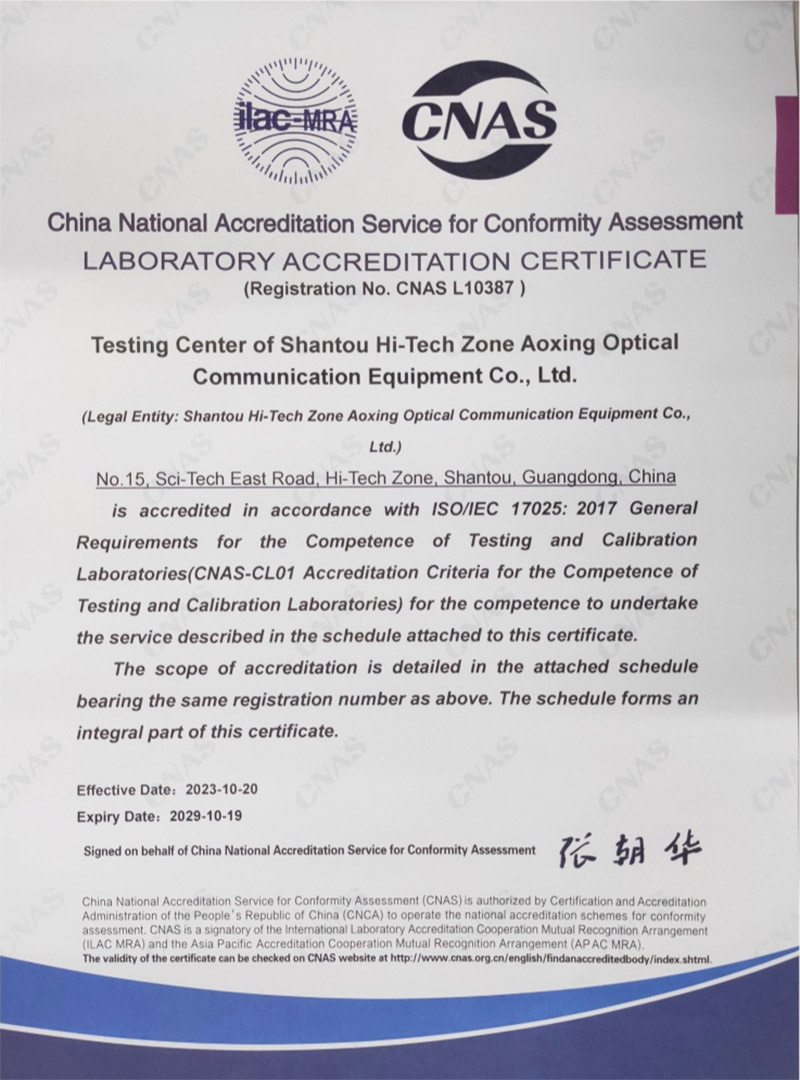 ilac-MRA
CNAS
China National Accreditation Service for Conformity Assessment
LABORATORY ACCREDITATION CERTIFICATE
(Registration No. CNAS L10387 )
Testing Center of Shantou Hi-Tech Zone Aoxing Optical
Communication Equipment Co., Ltd.
(Legal Entity: Shantou Hi-Tech Zone Aoxing Optical Communication Equipment Co.,
Ltd.)
No.15, Sci-Tech East Road, Hi-Tech Zone, Shantou, Guangdong, China
is accredited in accordance with ISO/IEC 17025: 2017 General
Requirements for the Competence of Testing and Calibration
Laboratories(CNAS-CL01 Accreditation Criteria for the Competence of
Testing and Calibration Laboratories) for the competence to undertake
the service described in the schedule attached to this certificate.
The scope of accreditation is detailed in the attached schedule
bearing the same registration number as above. The schedule forms an
integral part of this certificate.
Effective Date: 2023-10-20
Expiry Date: 2029-10-19
Signed on behalf of China National Accreditation Service for Conformity Assessment 张朝华
China National Accreditation Service for Conformity Assessment (CNAS) is authorized by Certification and Accreditation
Administration of the People's Republic of China (CNCA) to operate the national accreditation schemes for conformity
assessment. CNAS is a signatory of the International Laboratory Accreditation Cooperation Mutual Recognition Arrangement
(ILAC MRA) and the Asia Pacific Accreditation Cooperation Mutual Recognition Arrangement (APAC MRA).
The validity of the certificate can be checked on CNAS website at http://www.cnas.org.cn/english/findanaccreditedbody/index.shtml.